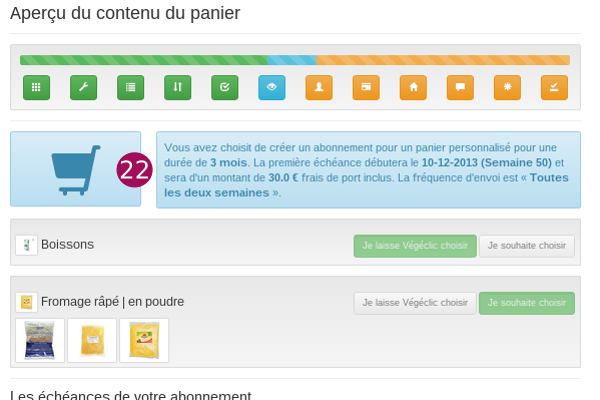 Aperçu du contenu du panier
22
Vous avez choisit de créer un abonnement pour un panier personnalisé pour une
durée de 3 mois. La première échéance débutera le 10-12-2013 (Semaine 50) et
sera d'un montant de 30.0 € frais de port inclus. La fréquence d'envoi est « Toutes
les deux semaines ».
Boissons
Je laisse Végéclic choisir
Je souhaite choisir
Fromage râpé | en poudre
Je laisse Végéclic choisir
Je souhaite choisir
Les échéances de votre abonnement